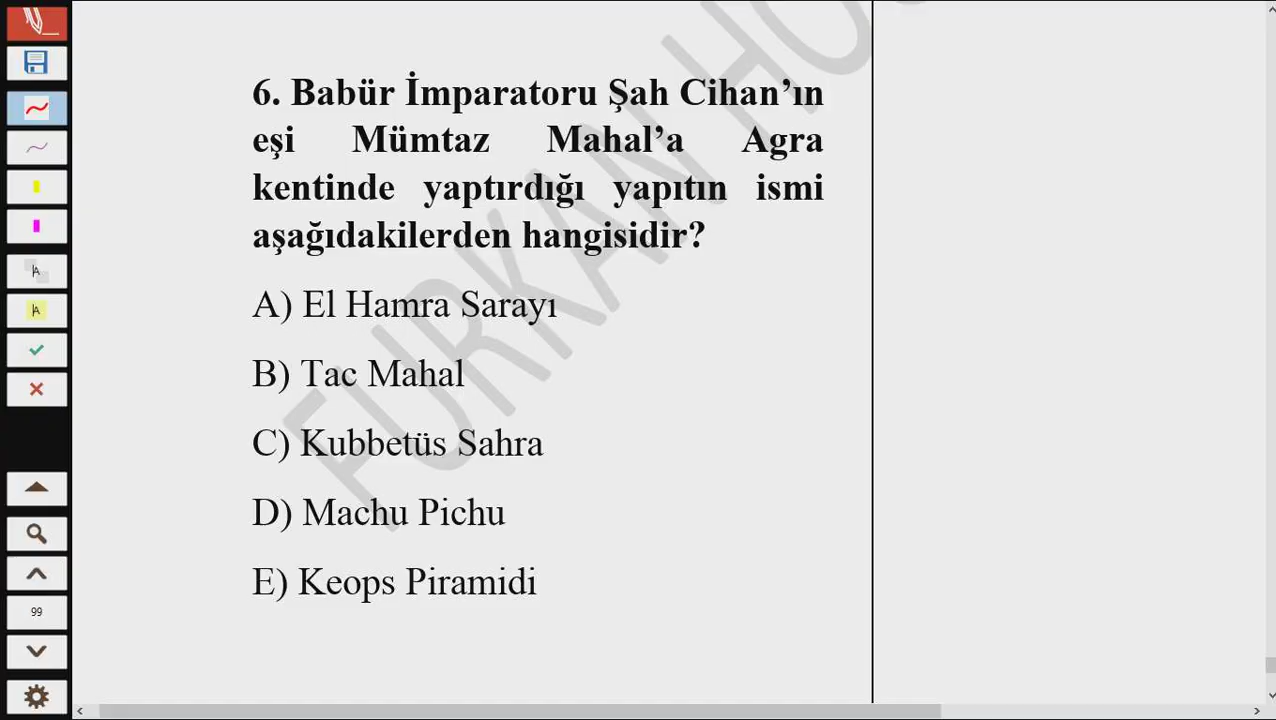 6. Babür İmparatoru Şah Cihan’ın
eşi Mümtaz Mahal’a Agra
kentinde yaptırdığı yapıtın ismi
aşağıdakilerden hangisidir?
A) El Hamra Sarayı
B) Tac Mahal
C) Kubbetüs Sahra
D) Machu Pichu
E) Keops Piramidi
FURKAN
99